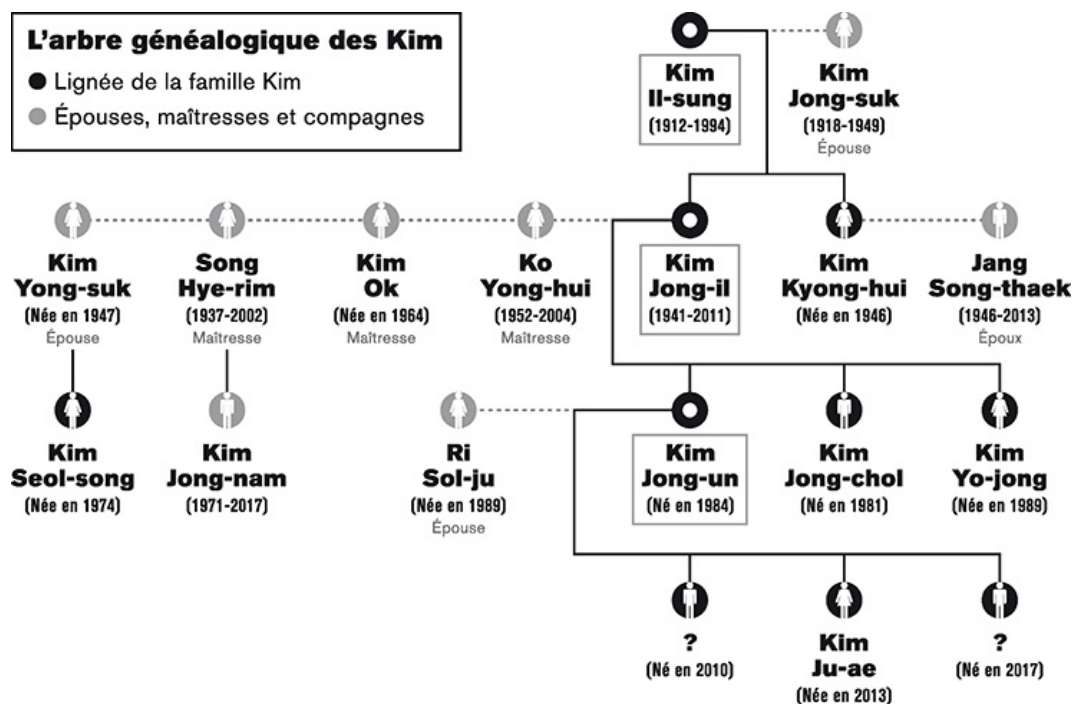 L'arbre généalogique des Kim
Lignée de la famille Kim
Épouses, maîtresses et compagnes
Kim
Il-sung
(1912-1994)
Kim
Jong-suk
(1918-1949)
Épouse
Kim
Yong-suk
(Née en 1947)
Épouse
Song
Hye-rim
(1937-2002)
Maîtresse
Kim
Ok
(Née en 1964)
Maîtresse
Ko
Yong-hui
(1952-2004)
Maîtresse
Kim
Jong-il
(1941-2011)
Kim
Kyong-hui
(Née en 1946)
Jang
Song-thaek
(1946-2013)
Époux
Kim
Seol-song
(Née en 1974)
Kim
Jong-nam
(1971-2017)
Ri
Sol-ju
(Née en 1989)
Épouse
Kim
Jong-un
(Né en 1984)
Kim
Jong-chol
(Né en 1981)
Kim
Yo-jong
(Née en 1989)
?
(Né en 2010)
Kim
Ju-ae
(Née en 2013)
?
(Né en 2017)